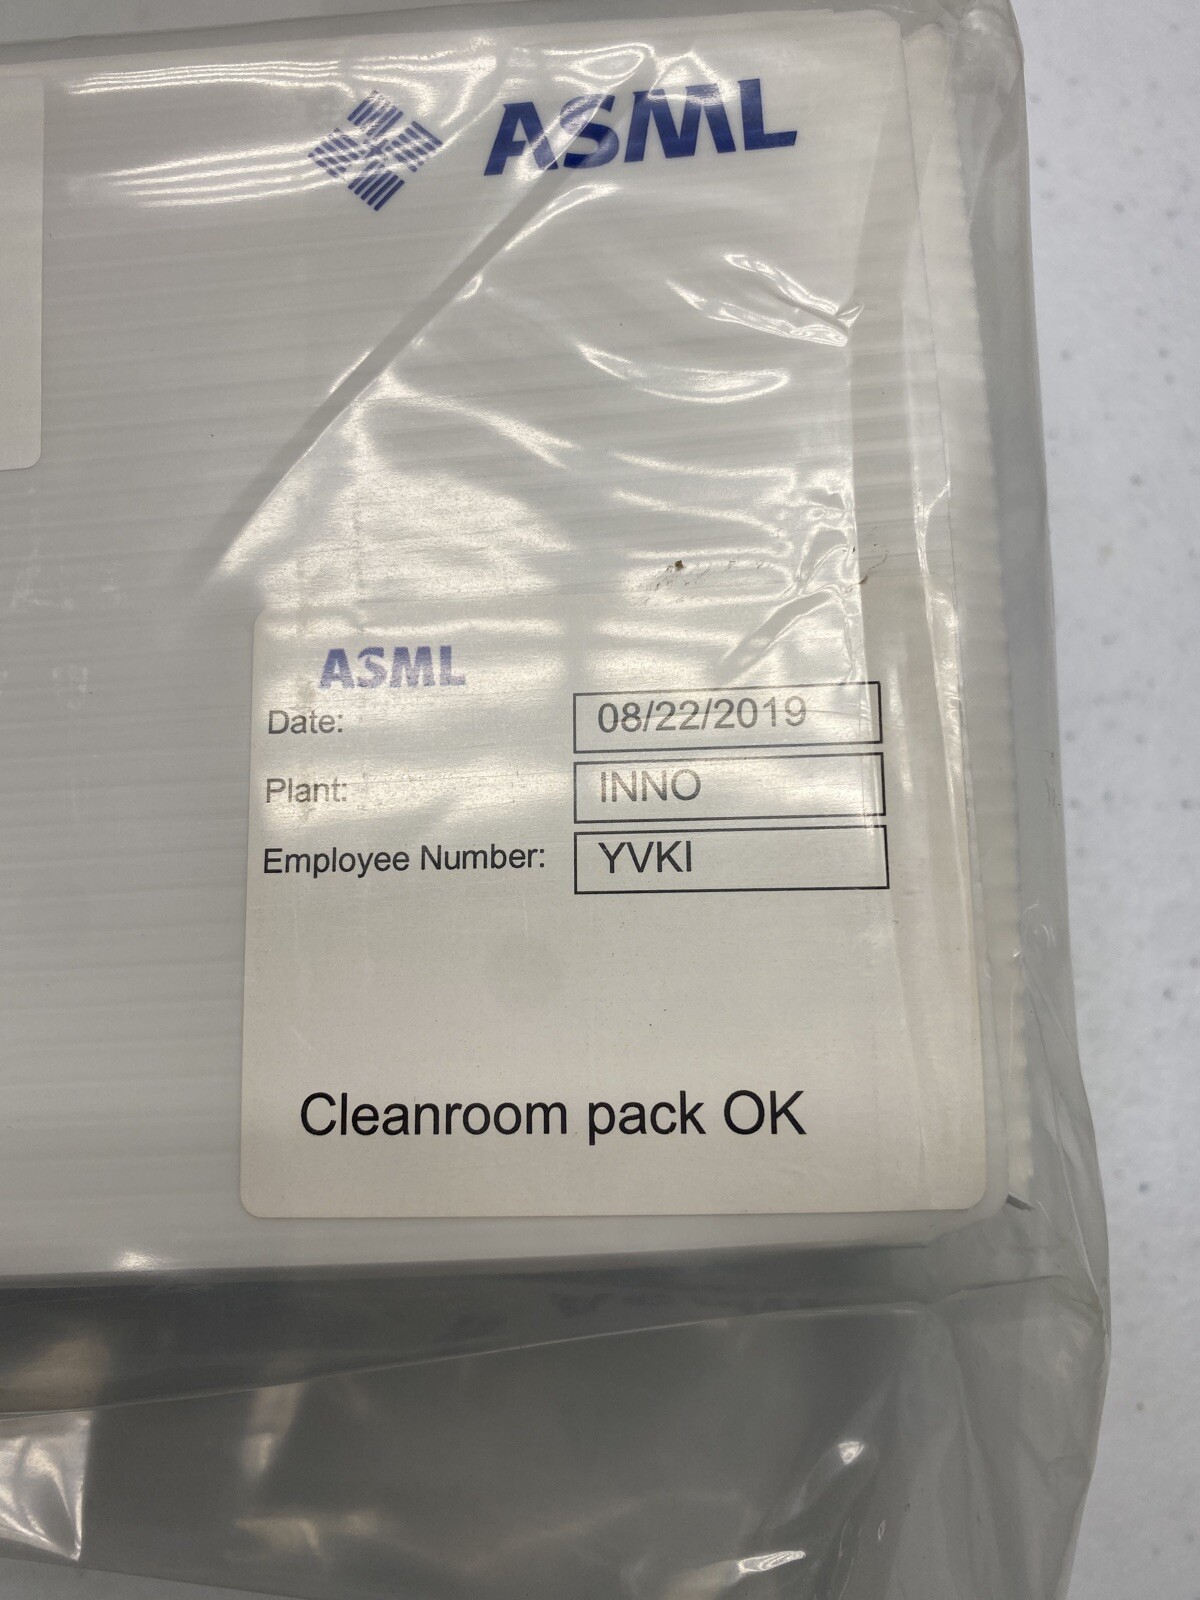 ASML
ASML
Date: 08/22/2019
Plant: INNO
Employee Number: YVKI
Cleanroom pack OK